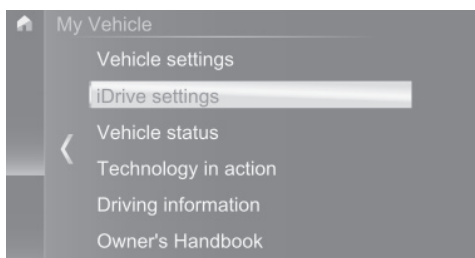 My Vehicle
Vehicle settings
iDrive settings
Vehicle status
Technology in action
Driving information
Owner's Handbook